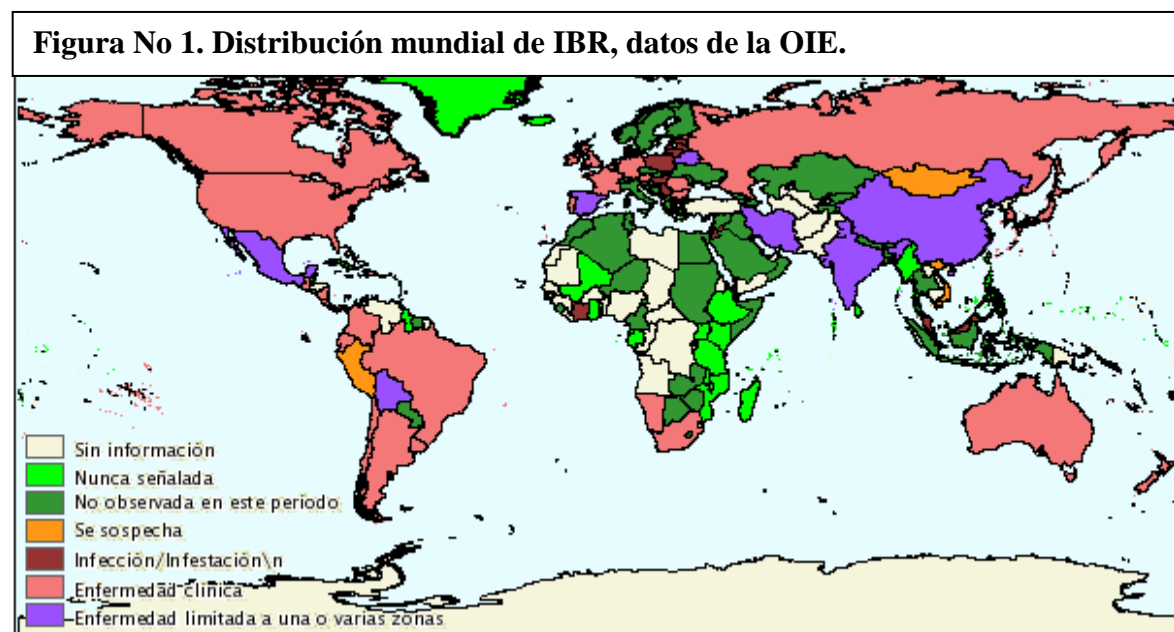 Figura No 1. Distribución mundial de IBR, datos de la OIE.
Sin información
Nunca señalada
No observada en este período
Se sospecha
Infección/Infestación\n
Enfermedad clínica
Enfermedad limitada a una o varias zonas